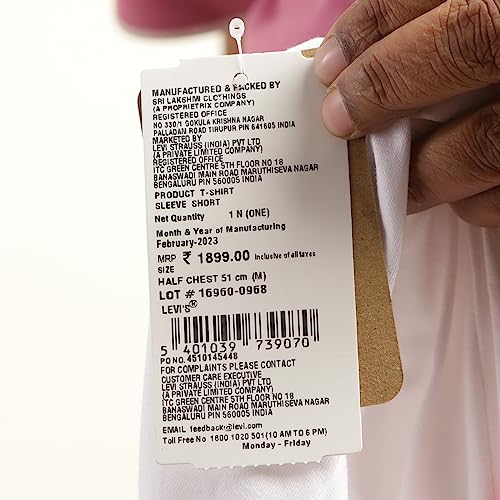 MANUFACTURED & PACKED BY
SRI LAKSHMI CLOTHINGS
(A PROPRIETRIX COMPANY)
REGISTERED OFFICE
NO 330/1 GOKULA KRISHNA NAGAR
PALLADAN ROAD TIRUPUR PIN 641605 INDIA
MARKETED BY
LEVI STRAUSS (INDIA) PVT LTD
(A PRIVATE LIMITED COMPANY)
REGISTERED OFFICE
ITC GREEN CENTRE 5TH FLOOR NO 18
BANASWADI MAIN ROAD MARUTHISEVA NAGAR
BENGALURU PIN 560005 INDIA
PRODUCT T-SHIRT
SLEEVE SHORT
Net Quantity 1 N (ONE)
Month & Year of Manufacturing
February-2023
MRP ₹ 1899.00 Inclusive of all taxes
SIZE
HALF CHEST 51 cm (M)
LOT # 16960-0968
LEVI'S®
5 401039 739070
PO NO. 4510145448
FOR COMPLAINTS PLEASE CONTACT
CUSTOMER CARE EXECUTIVE
LEVI STRAUSS (INDIA) PVT LTD
(A PRIVATE LIMITED COMPANY)
ITC GREEN CENTRE 5TH FLOOR NO 18
BANASWADI MAIN ROAD MARUTHISEVA NAGAR
BENGALURU PIN 560005 INDIA
EMAIL feedback@levi.com
Toll Free No 1800 1020 501 (10 AM TO 6 PM)
Monday - Friday